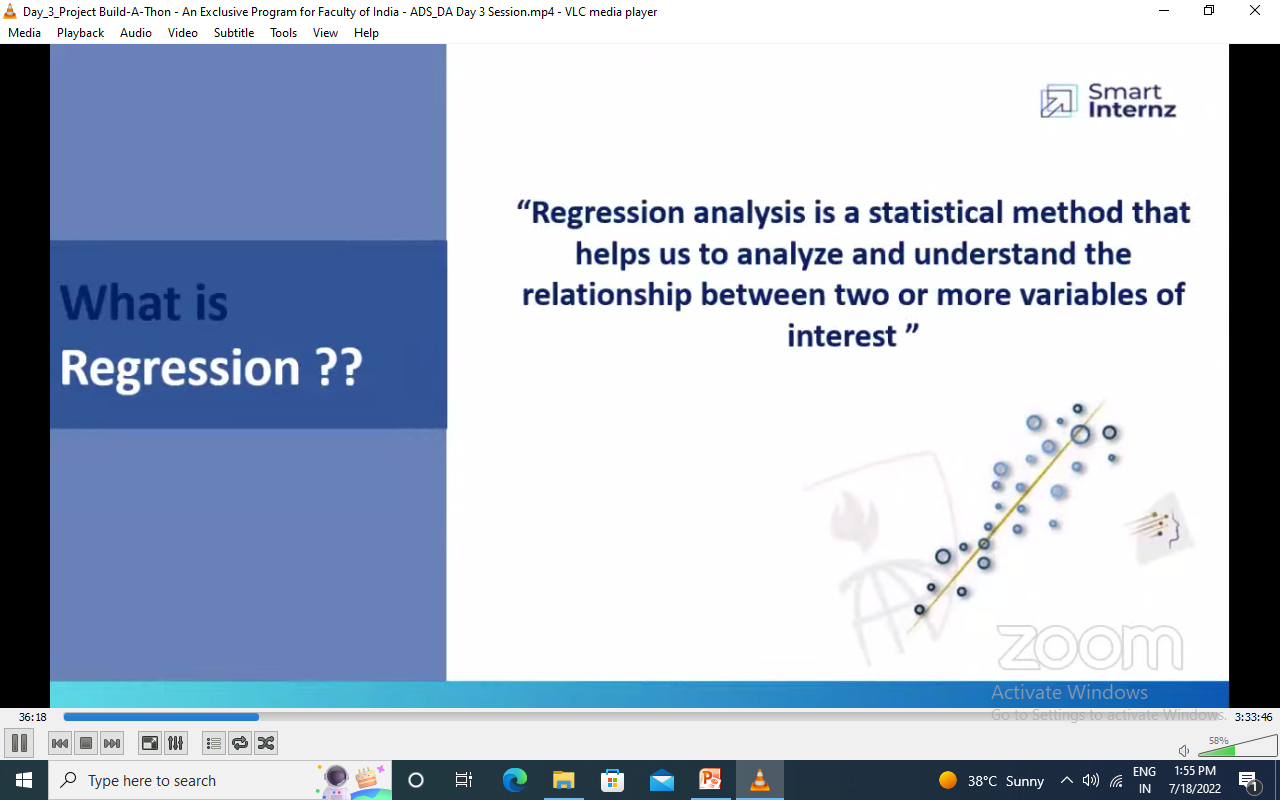 Day_3_Project Build-A-Thon - An Exclusive Program for Faculty of India - ADS_DA Day 3 Session.mp4 - VLC media player
Media Playback Audio Video Subtitle Tools View Help
Smart
Internz
“Regression analysis is a statistical method that
helps us to analyze and understand the
relationship between two or more variables of
interest ”
What is
Regression ??
zoom
Activate Windows
Go to Settings to activate Windows.
36:18
3:33:46
58%
Type here to search
38°C Sunny
ENG
IN
1:55 PM
7/18/2022
1